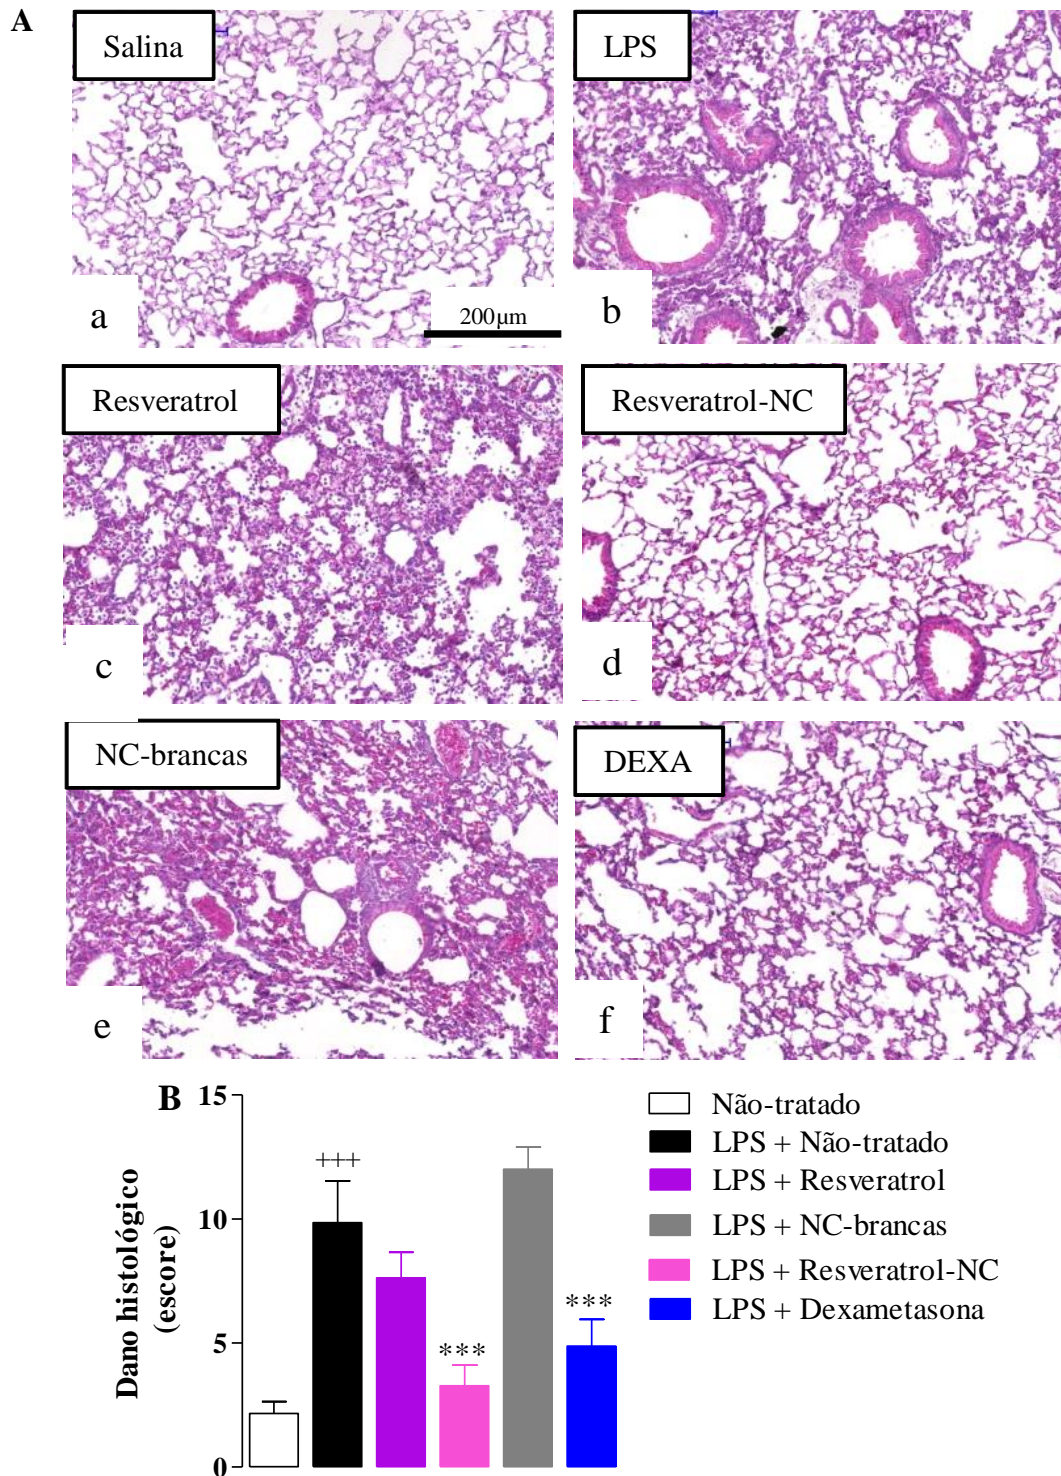 A
Salina
LPS
a
200µm
b
Resveratrol
Resveratrol-NC
c
d
NC-brancas
DEXA
e
f
B
15
10
5
0
Dano histológico
(escore)
+++
***
***
Não-tratado
LPS + Não-tratado
LPS + Resveratrol
LPS + NC-brancas
LPS + Resveratrol-NC
LPS + Dexametasona